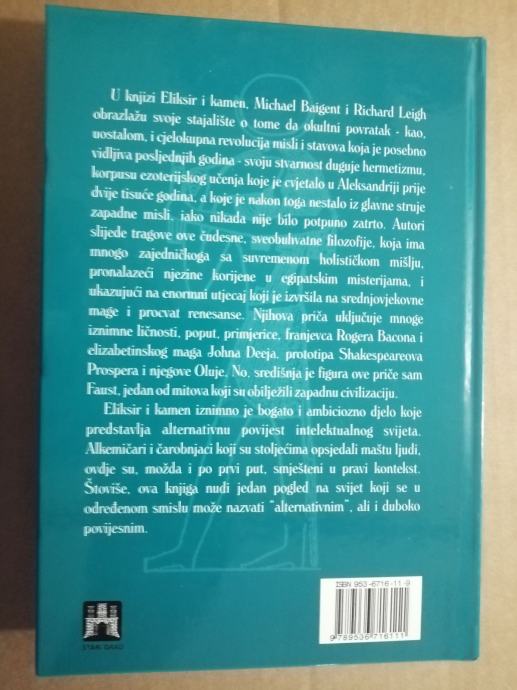 U knjizi Eliksir i kamen, Michael Baigent i Richard Leigh
obrazlažu svoje stajalište o tome da okultni povratak - kao,
uostalom, i cjelokupna revolucija misli i stavova koja je posebno
vidljiva posljednjih godina - svoju stvarnost duguje hermetizmu,
korpusu ezoterijskog učenja koje je cvjetalo u Aleksandriji prije
dvije tisuće godina, a koje je nakon toga nestalo iz glavne struje
zapadne misli, iako nikada nije bilo potpuno zatrto. Autori
slijede tragove ove čudesne, sveobuhvatne filozofije, koja ima
mnogo zajedničkoga sa suvremenom holističkom mišlju,
pronalazeći njezine korijene u egipatskim misterijama, i
ukazujući na enormni utjecaj koji je izvršila na srednjovjekovne
mage i procvat renesanse. Njihova priča uključuje mnoge
iznimne ličnosti, poput, primjerice, franjevca Rogera Bacona i
elizabetinskog maga Johna Deeja, prototipa Shakespeareova
Prospera i njegove Oluje. No, središnja je figura ove priče sam
Faust, jedan od mitova koji su obilježili zapadnu civilizaciju.
Eliksir i kamen iznimno je bogato i ambiciozno djelo koje
predstavlja alternativnu povijest intelektualnog svijeta.
Alkemičari i čarobnjaci koji su stoljećima opsjedali maštu ljudi,
ovdje su, možda i po prvi put, smješteni u pravi kontekst.
Štoviše, ova knjiga nudi jedan pogled na svijet koji se u
određenom smislu može nazvati "alternativnim", ali i duboko
povijesnim.
ISBN 953-6716-11-9
9 789536 716111
STARI GRAD